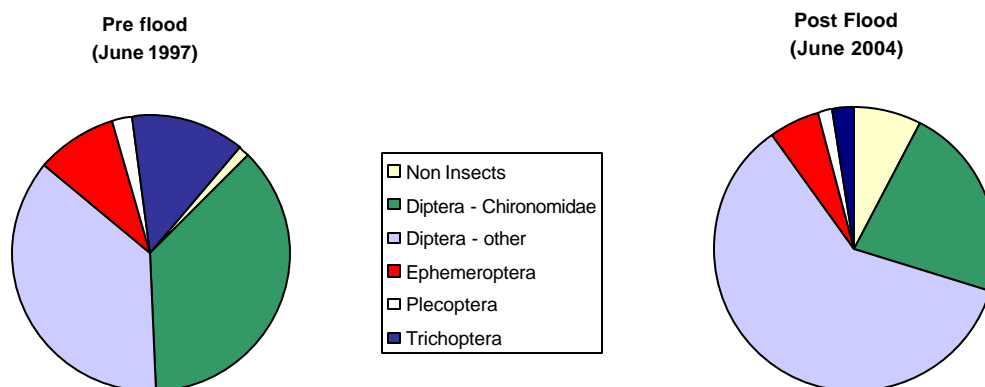 Pre flood
(June 1997)
Post Flood
(June 2004)
Non Insects
Diptera - Chironomidae
Diptera - other
Ephemeroptera
Plecoptera
Trichoptera